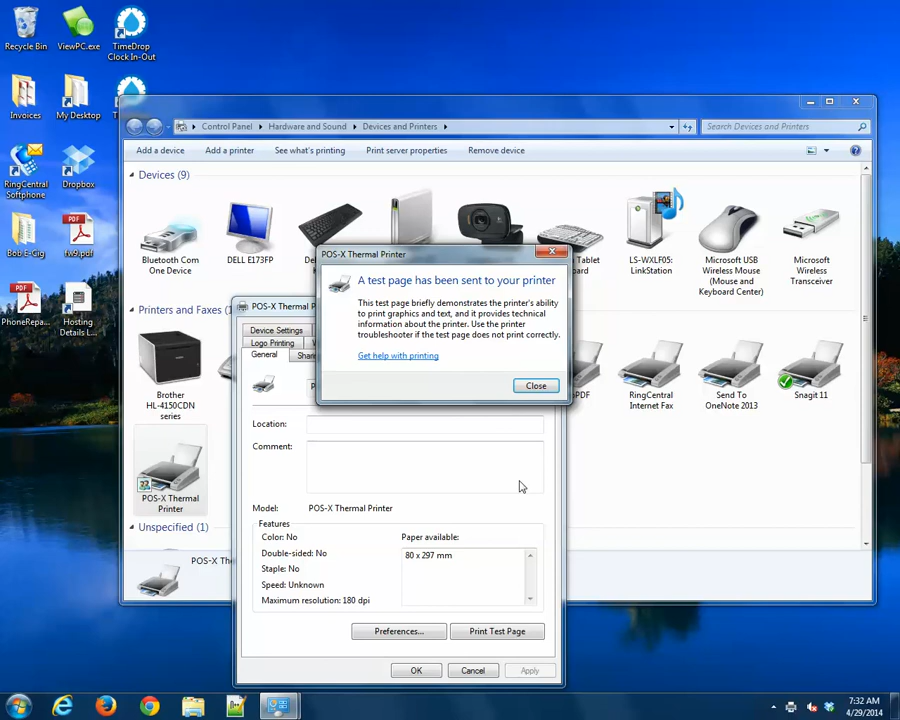 Recycle Bin
ViewPC.exe
TimeDrop
Clock In-Out
Invoices
My Desktop
RingCentral
Softphone
Dropbox
Bob E-Cig
fw9.pdf
PhoneRepa...
Hosting
Details L...
Control Panel
Hardware and Sound
Devices and Printers
Search Devices and Printers
Add a device
Add a printer
See what's printing
Print server properties
Remove device
Devices (9)
Bluetooth Com
One Device
DELL E173FP
Tablet
LS-WXLF05:
LinkStation
Microsoft USB
Wireless Mouse
(Mouse and
Keyboard Center)
Microsoft
Wireless
Transceiver
Printers and Faxes (1
Brother
HL-4150CDN
series
oPDF
RingCentral
Internet Fax
Send To
OneNote 2013
Snagit 11
POS-X Thermal
Printer
Unspecified (1)
POS-X Th
POS-X Thermal P
Device Settings
Logo Printing
General
Shar
Location:
Comment:
Model:
POS-X Thermal Printer
Features
Color: No
Double-sided: No
Staple: No
Speed: Unknown
Maximum resolution: 180 dpi
Paper available:
80 x 297 mm
Preferences...
Print Test Page
OK
Cancel
Apply
POS-X Thermal Printer
A test page has been sent to your printer
This test page briefly demonstrates the printer's ability
to print graphics and text, and it provides technical
information about the printer. Use the printer
troubleshooter if the test page does not print correctly.
Get help with printing
Close
7:32 AM
4/29/2014